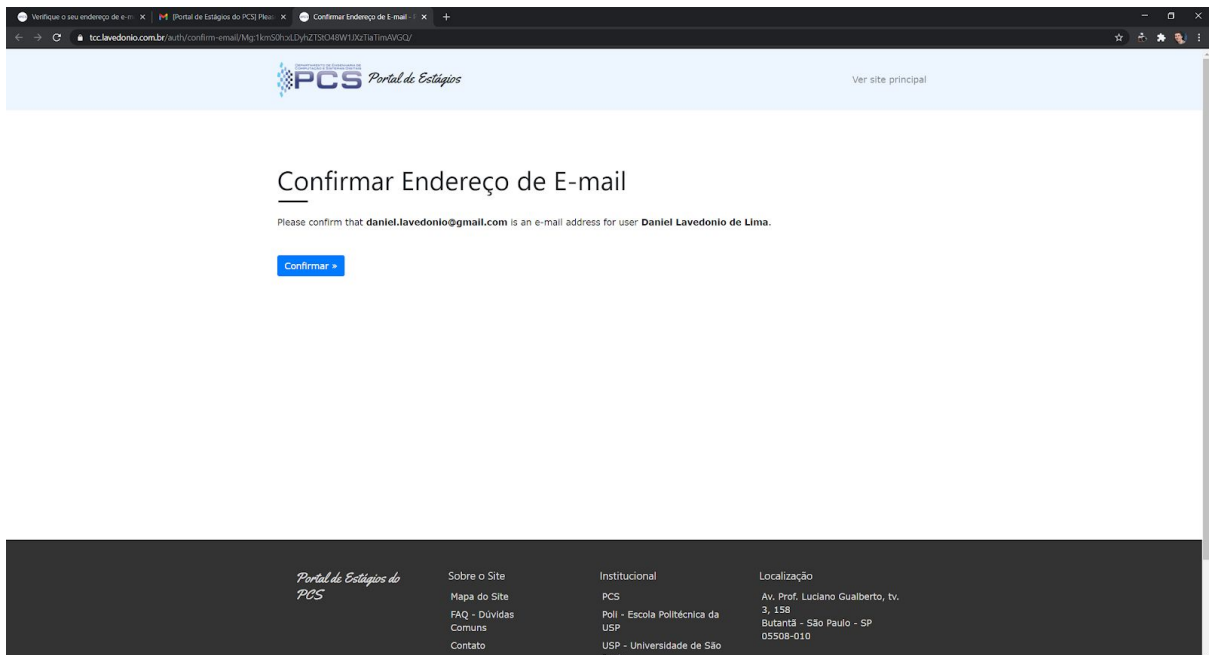 Verifique o seu endereço de e-m
[Portal de Estágios do PCS] Pleas
Confirmar Endereço de E-mail -
tcc.lavedonio.com.br/auth/confirm-email/
PCS Portal de Estágios
Ver site principal
Confirmar Endereço de E-mail
Please confirm that daniel.lavedonio@gmail.com is an e-mail address for user Daniel Lavedonio de Lima.
Confirmar »
Portal de Estágios do
PCS
Sobre o Site
Mapa do Site
FAQ - Dúvidas
Comuns
Contato
Institucional
PCS
Poli - Escola Politécnica da
USP
USP - Universidade de São
Localização
Av. Prof. Luciano Gualberto, tv.
3, 158
Butantã - São Paulo - SP
05508-010